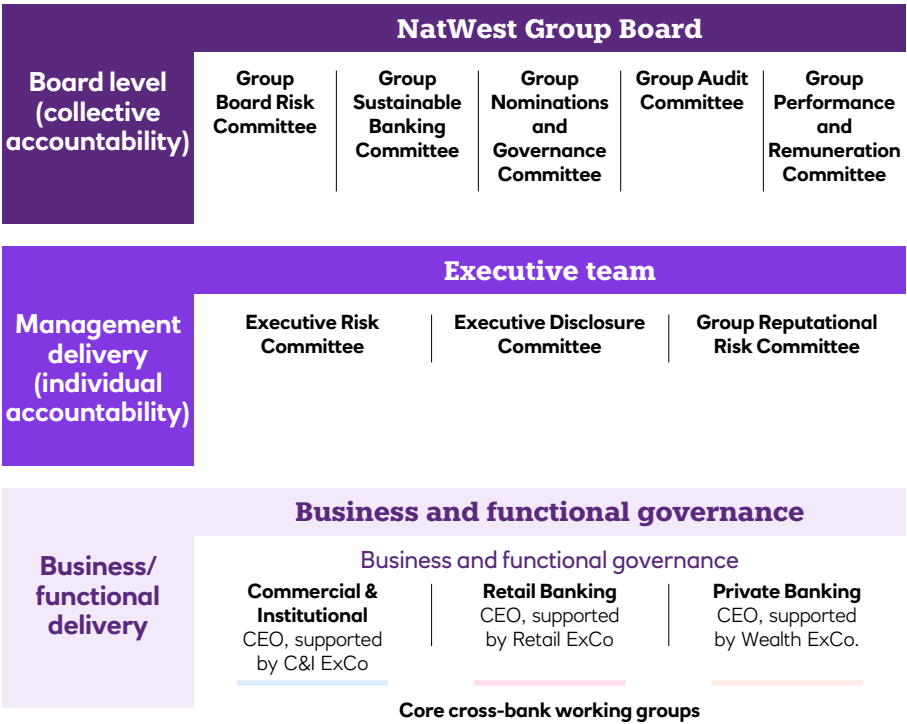 NatWest Group Board
Board level
(collective
accountability)
Group
Board Risk
Committee
Group
Sustainable
Banking
Committee
Group
Nominations
and
Governance
Committee
Group Audit
Committee
Group
Performance
and
Remuneration
Committee
Executive team
Management
delivery
(individual
accountability)
Executive Risk
Committee
Executive Disclosure
Committee
Group Reputational
Risk Committee
Business and functional governance
Business/
functional
delivery
Business and functional governance
Commercial &
Institutional
CEO, supported
by C&I ExCo
Retail Banking
CEO, supported
by Retail ExCo
Private Banking
CEO, supported
by Wealth ExCo.
Core cross-bank working groups